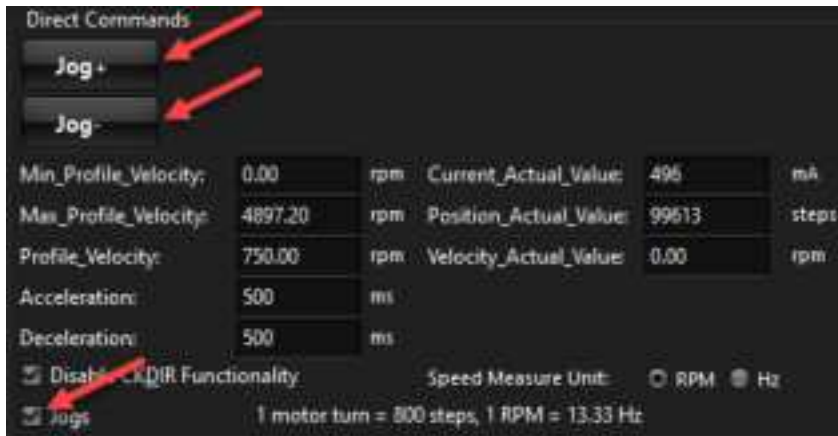 Direct Commands
Jog+
Jog-
Min_Profile_Velocity: 0.00 rpm Current_Actual_Value: 496 mA
Max_Profile_Velocity: 4897.20 rpm Position_Actual_Value: 99613 steps
Profile_Velocity: 750.00 rpm Velocity_Actual_Value: 0.00 rpm
Acceleration: 500 ms
Deceleration: 500 ms
Disable CKDIR Functionality Speed Measure Unit: RPM Hz
Jogs 1 motor turn = 800 steps, 1 RPM = 13.33 Hz